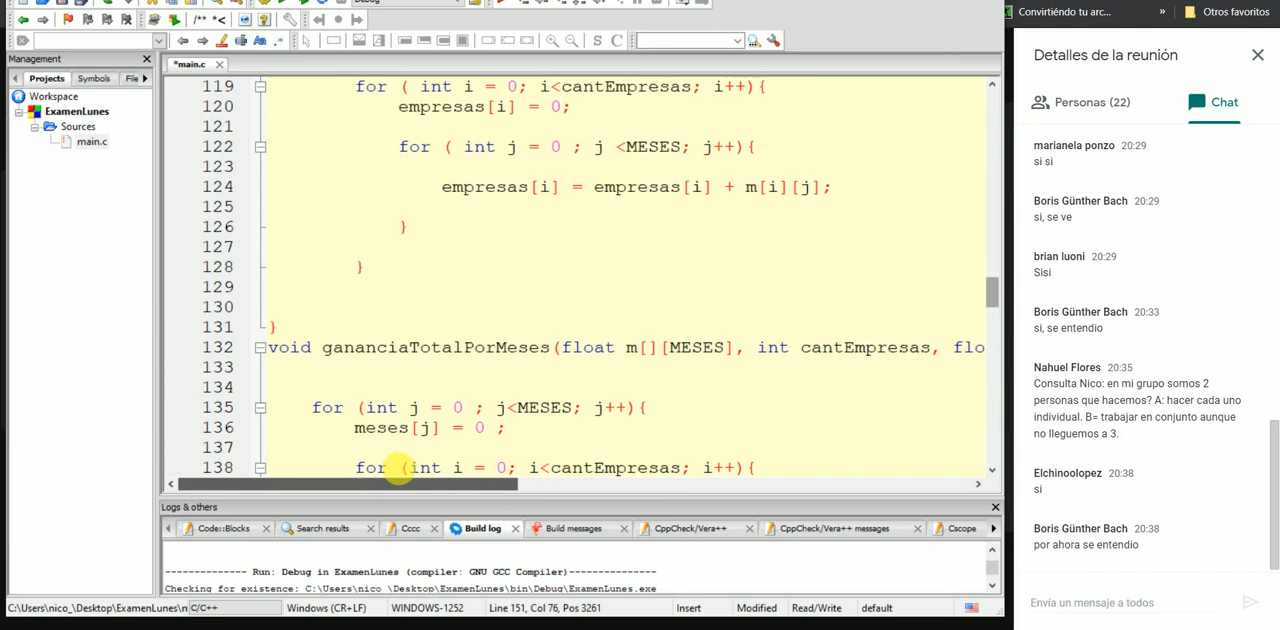 Convirtiéndo tu arc...
»
Otros favoritos
Management
Projects
Symbols
File
Workspace
ExamenLunes
Sources
main.c
*main.c
119 for ( int i = 0; i<cantEmpresas; i++){
120 empresas[i] = 0;
121
122 for ( int j = 0 ; j <MESES; j++){
123
124 empresas[i] = empresas[i] + m[i][j];
125
126 }
127
128 }
129
130
131 }
132 void gananciaTotalPorMeses(float m[][MESES], int cantEmpresas, flo
133
134
135 for (int j = 0 ; j<MESES; j++){
136 meses[j] = 0 ;
137
138 for (int i = 0; i<cantEmpresas; i++){
Logs & others
Code::Blocks
Search results
Cccc
Build log
Build messages
CppCheck/Vera++
CppCheck/Vera++ messages
Cscope
-------------- Run: Debug in ExamenLunes (compiler: GNU GCC Compiler)---------------
Checking for existence: C:\Users\nico_\Desktop\ExamenLunes\bin\Debug\ExamenLunes.exe
C:\Users\nico_\Desktop\ExamenLunes\m
C/C++
Windows (CR+LF)
WINDOWS-1252
Line 151, Col 76, Pos 3261
Insert
Modified
Read/Write
default
Detalles de la reunión
Personas (22)
Chat
marianela ponzo 20:29
si si
Boris Günther Bach 20:29
si, se ve
brian luoni 20:29
Sisi
Boris Günther Bach 20:33
si, se entendio
Nahuel Flores 20:35
Consulta Nico: en mi grupo somos 2
personas que hacemos? A: hacer cada uno
individual. B= trabajar en conjunto aunque
no lleguemos a 3.
Elchinoolopez 20:38
si
Boris Günther Bach 20:38
por ahora se entendio
Envía un mensaje a todos